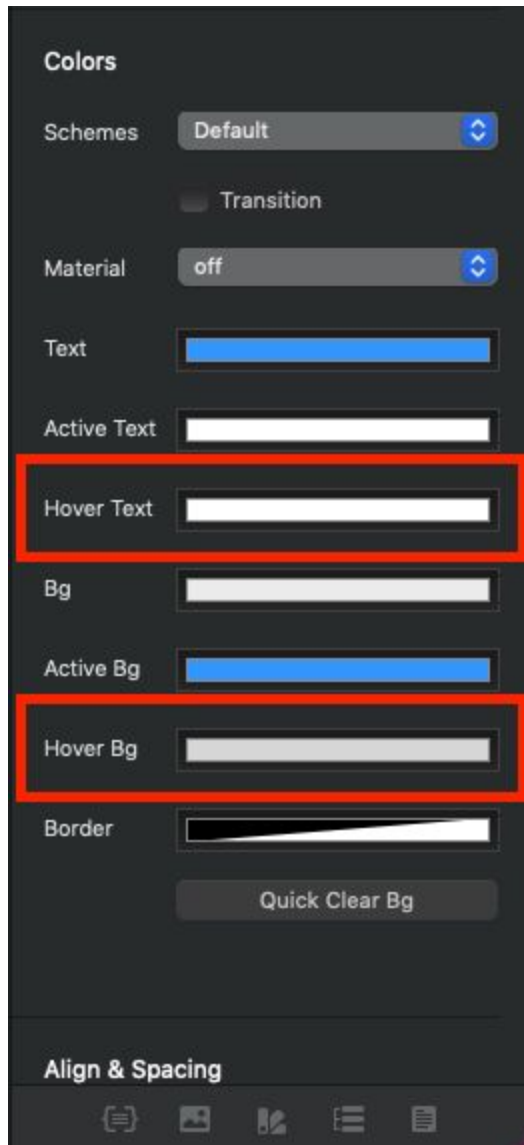 Colors
Schemes Default
Transition
Material off
Text
Active Text
Hover Text
Bg
Active Bg
Hover Bg
Border
Quick Clear Bg
Align & Spacing